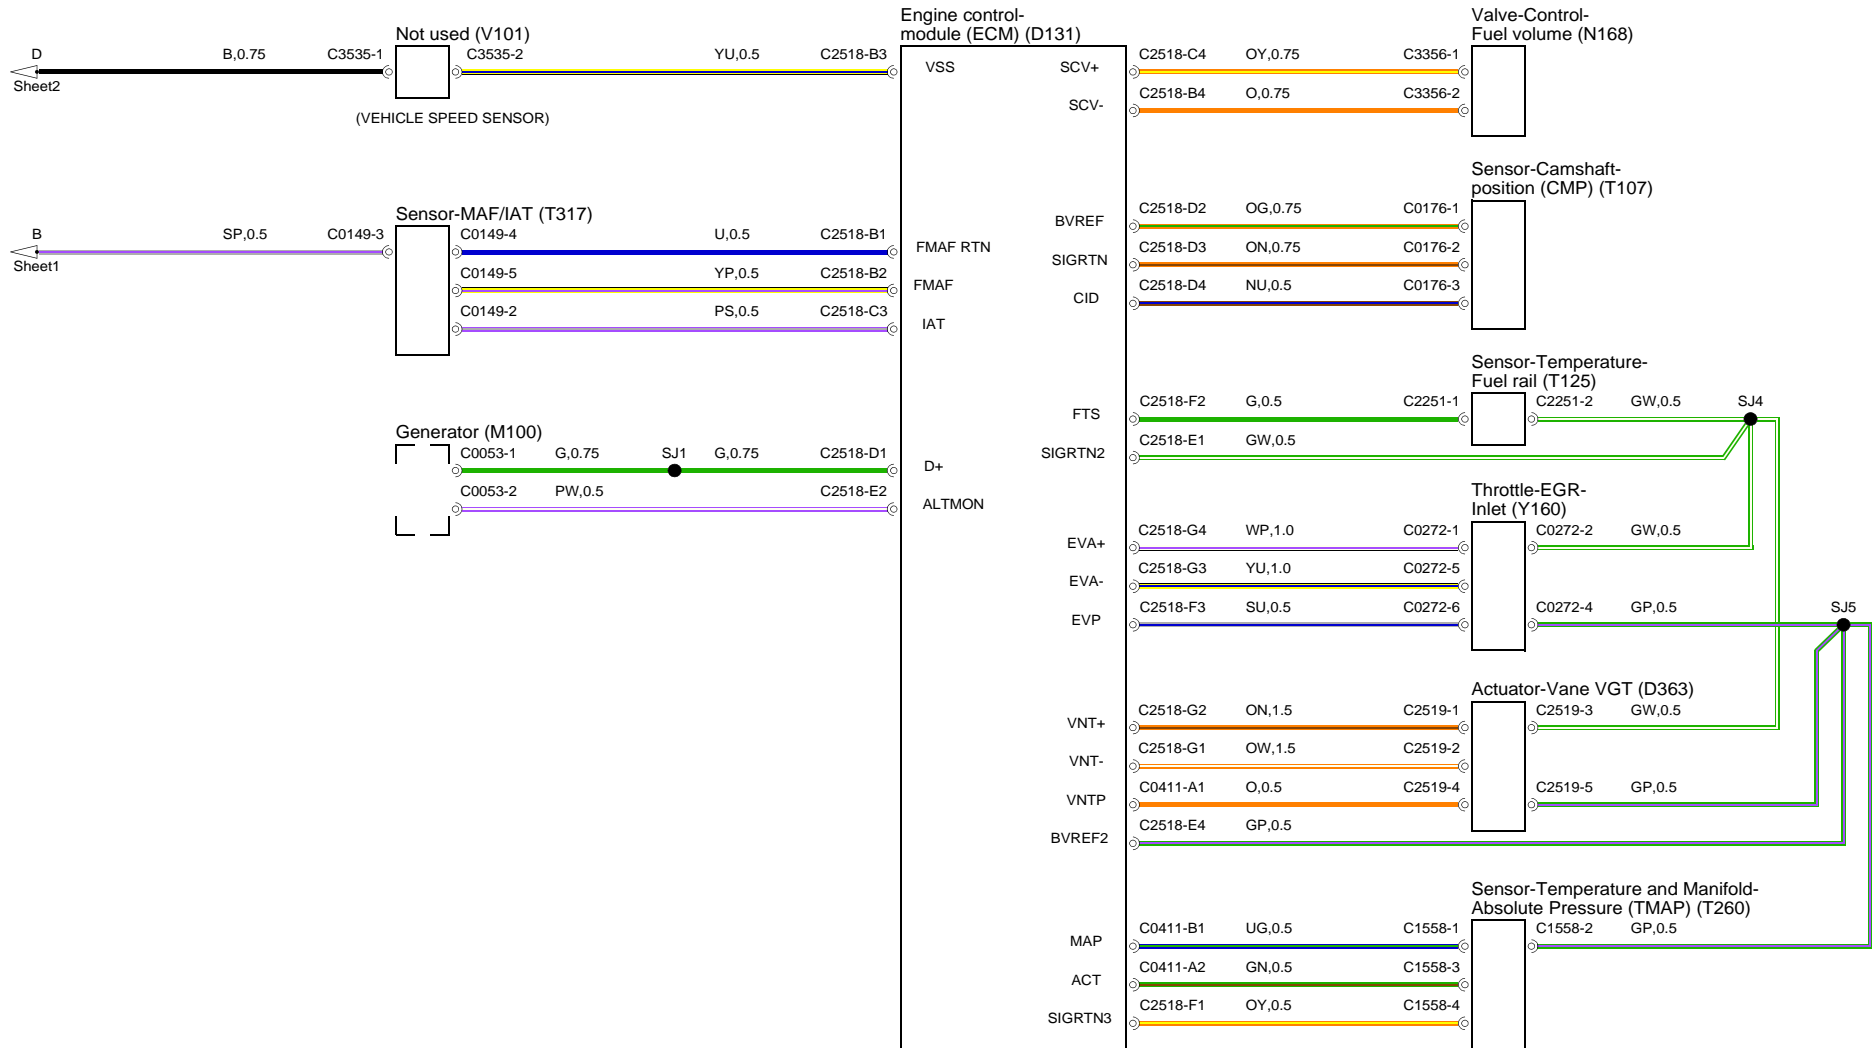 Not used (V101)
D
B,0.75
C3535-1
C3535-2
YU,0.5
C2518-B3
Sheet2
(VEHICLE SPEED SENSOR)
Sensor-MAF/IAT (T317)
B
SP,0.5
C0149-3
C0149-4
U,0.5
C2518-B1
Sheet1
C0149-5
YP,0.5
C2518-B2
C0149-2
PS,0.5
C2518-C3
Generator (M100)
C0053-1
G,0.75
SJ1
G,0.75
C2518-D1
C0053-2
PW,0.5
C2518-E2
Engine control-
module (ECM) (D131)
VSS
FMAF RTN
FMAF
IAT
D+
ALTMON
SCV+
SCV-
BVREF
SIGRTN
CID
FTS
SIGRTN2
EVA+
EVA-
EVP
VNT+
VNT-
VNTP
BVREF2
MAP
ACT
SIGRTN3
Valve-Control-
Fuel volume (N168)
C2518-C4
OY,0.75
C3356-1
C2518-B4
O,0.75
C3356-2
Sensor-Camshaft-
position (CMP) (T107)
C2518-D2
OG,0.75
C0176-1
C2518-D3
ON,0.75
C0176-2
C2518-D4
NU,0.5
C0176-3
Sensor-Temperature-
Fuel rail (T125)
C2518-F2
G,0.5
C2251-1
C2251-2
GW,0.5
SJ4
C2518-E1
GW,0.5
Throttle-EGR-
Inlet (Y160)
C2518-G4
WP,1.0
C0272-1
C0272-2
GW,0.5
C2518-G3
YU,1.0
C0272-5
C2518-F3
SU,0.5
C0272-6
C0272-4
GP,0.5
SJ5
Actuator-Vane VGT (D363)
C2518-G2
ON,1.5
C2519-1
C2519-3
GW,0.5
C2518-G1
OW,1.5
C2519-2
C0411-A1
O,0.5
C2519-4
C2519-5
GP,0.5
C2518-E4
GP,0.5
Sensor-Temperature and Manifold-
Absolute Pressure (TMAP) (T260)
C0411-B1
UG,0.5
C1558-1
C1558-2
GP,0.5
C0411-A2
GN,0.5
C1558-3
C2518-F1
OY,0.5
C1558-4